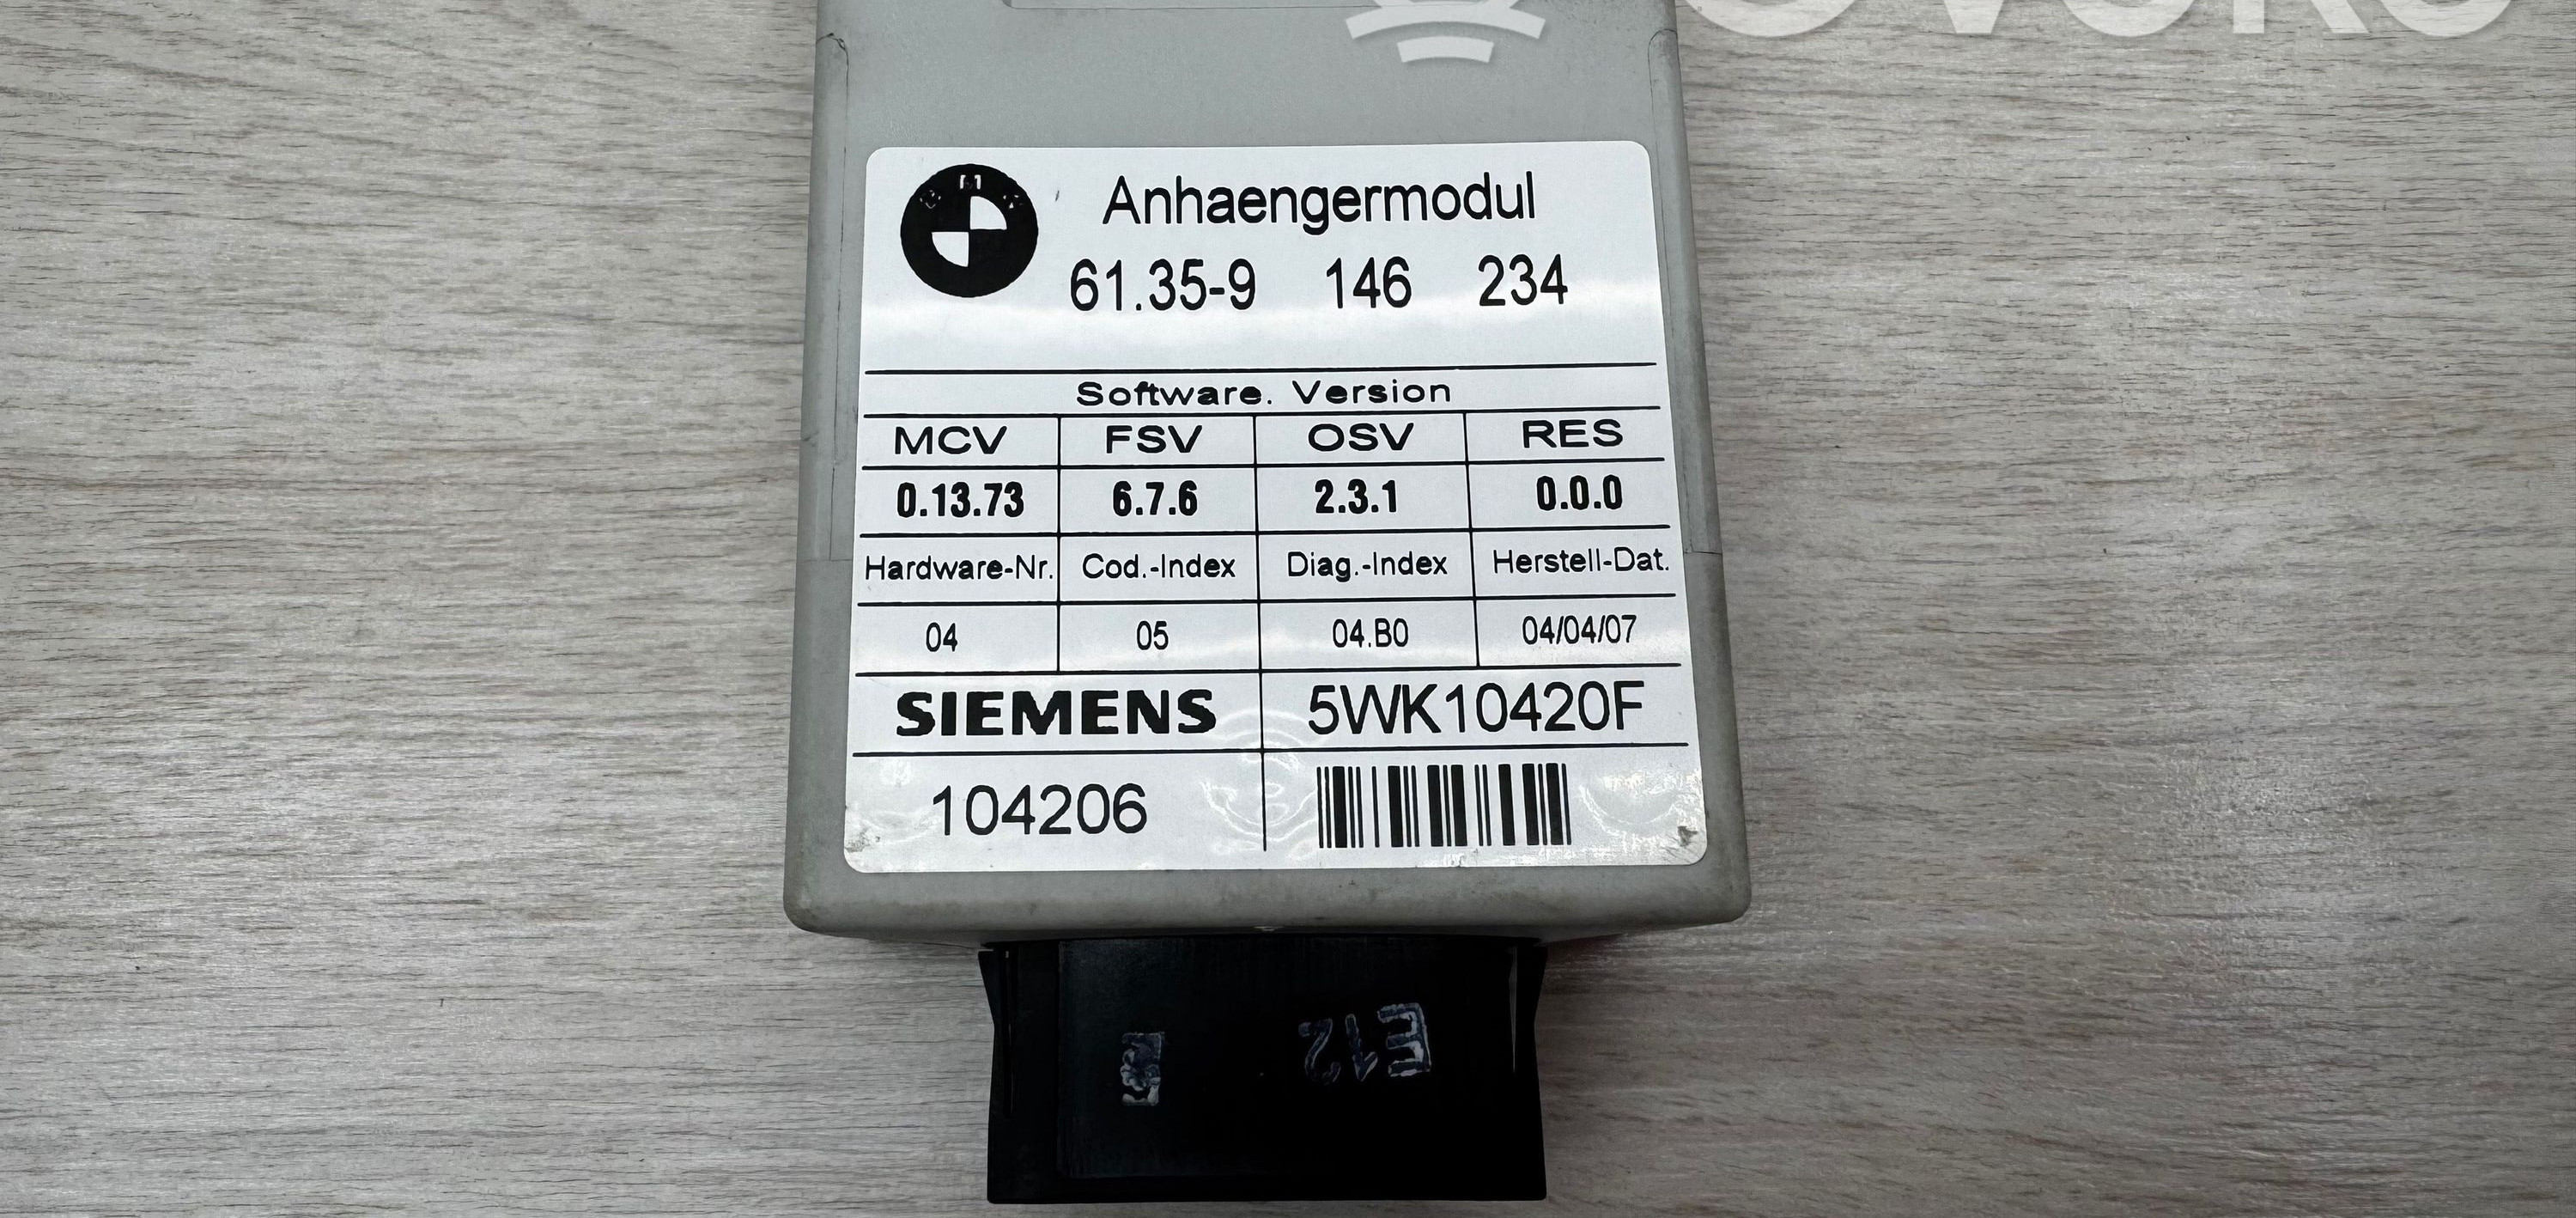 OVOKO
BMW
Anhaengermodul
61.35-9 146 234
Software. Version
MCV FSV OSV RES
0.13.73 6.7.6 2.3.1 0.0.0
Hardware-Nr. Cod.-Index Diag.-Index Herstell-Dat.
04 05 04.B0 04/04/07
SIEMENS 5WK10420F
104206
E12